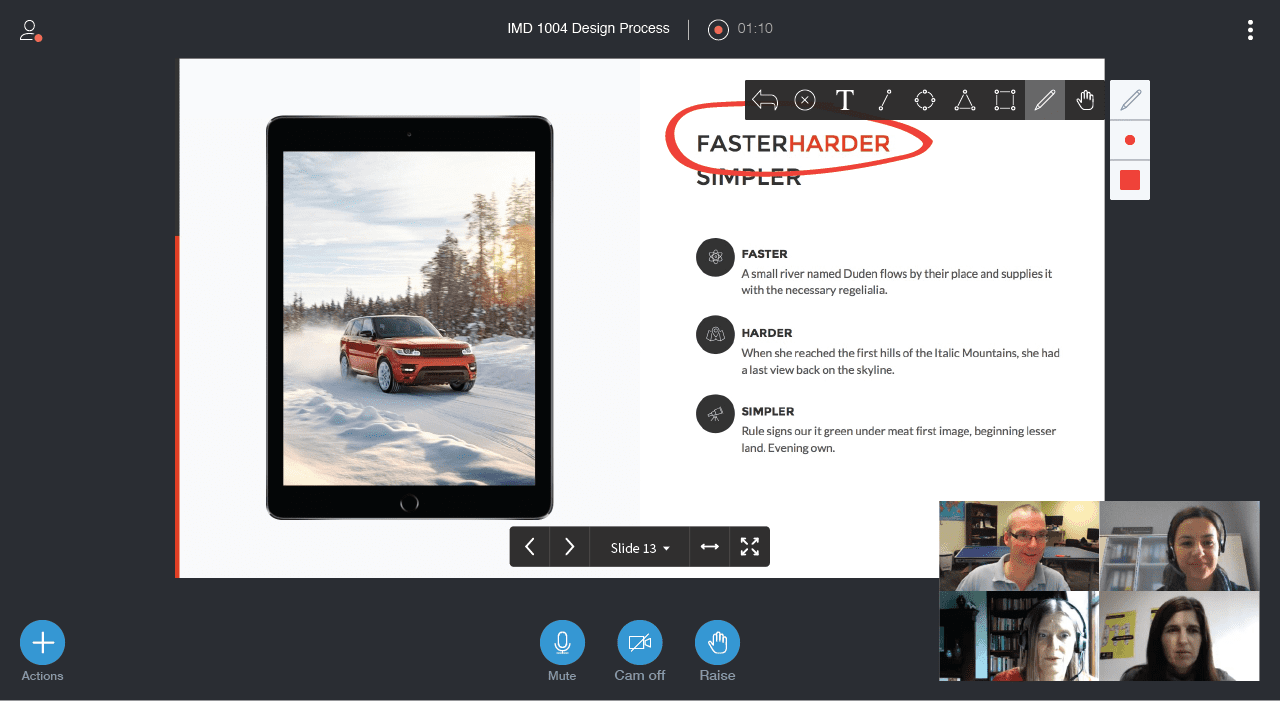 IMD 1004 Design Process
01:10
T
FASTERHARDER
SIMPLER
FASTER
A small river named Duden flows by their place and supplies it
with the necessary regelialia.
HARDER
When she reached the first hills of the Italic Mountains, she had
a last view back on the skyline.
SIMPLER
Rule signs our it green under meat first image, beginning lesser
land. Evening own.
Slide 13
Actions
Mute
Cam off
Raise